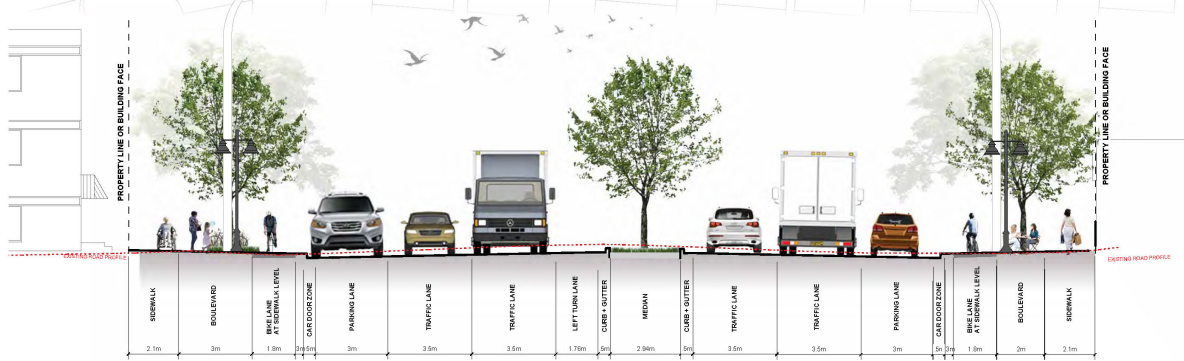 PROPERTY LINE OR BUILDING FACE
PROPERTY LINE OR BUILDING FACE
EXISTING ROAD PROFILE
EXISTING ROAD PROFILE
SIDEWALK
BOULEVARD
BIKE LANE
AT SIDEWALK LEVEL
CAR DOOR ZONE
PARKING LANE
TRAFFIC LANE
TRAFFIC LANE
LEFT TURN LANE
CURB + GUTTER
MEDIAN
CURB + GUTTER
TRAFFIC LANE
TRAFFIC LANE
PARKING LANE
CAR DOOR ZONE
BIKE LANE
AT SIDEWALK LEVEL
BOULEVARD
SIDEWALK
2.1m 3m 1.8m .3m .5m 3m 3.5m 3.5m 1.76m .5m 2.94m .5m 3.5m 3.5m 3m .3m 1.8m 2m 2.1m